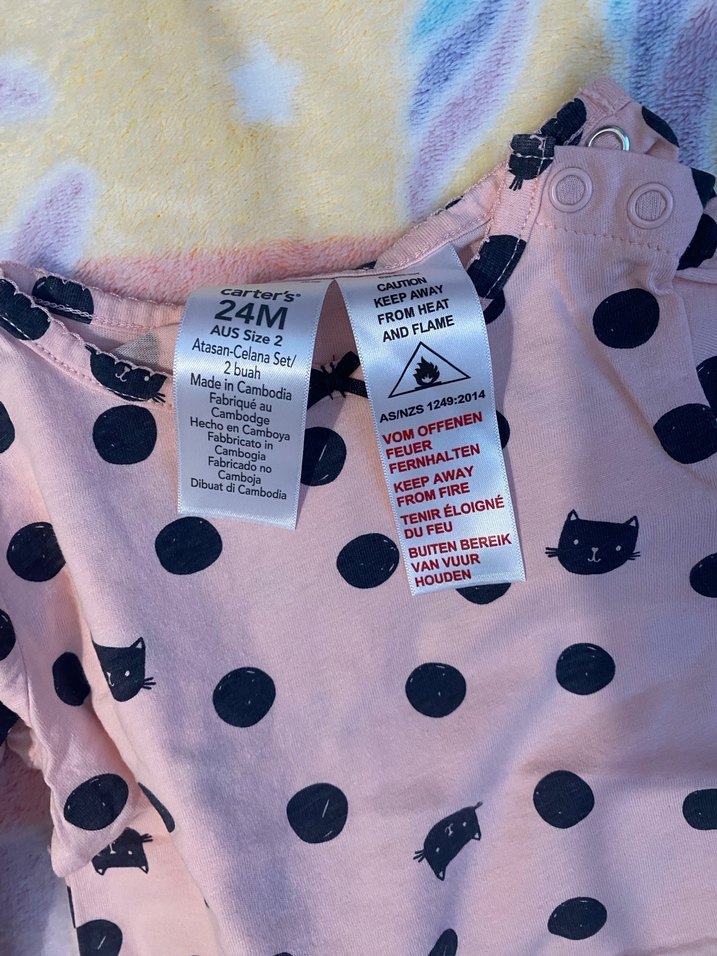 carter's®
24M
AUS Size 2
Atasan-Celana Set/
2 buah
Made in Cambodia
Fabriqué au
Cambodge
Hecho en Camboya
Fabbricato in
Cambogia
Fabricado no
Camboja
Dibuat di Cambodia
CAUTION
KEEP AWAY
FROM HEAT
AND FLAME
AS/NZS 1249:2014
VOM OFFENEN
FEUER
FERNHALTEN
KEEP AWAY
FROM FIRE
TENIR ÉLOIGNÉ
DU FEU
BUITEN BEREIK
VAN VUUR
HOUDEN